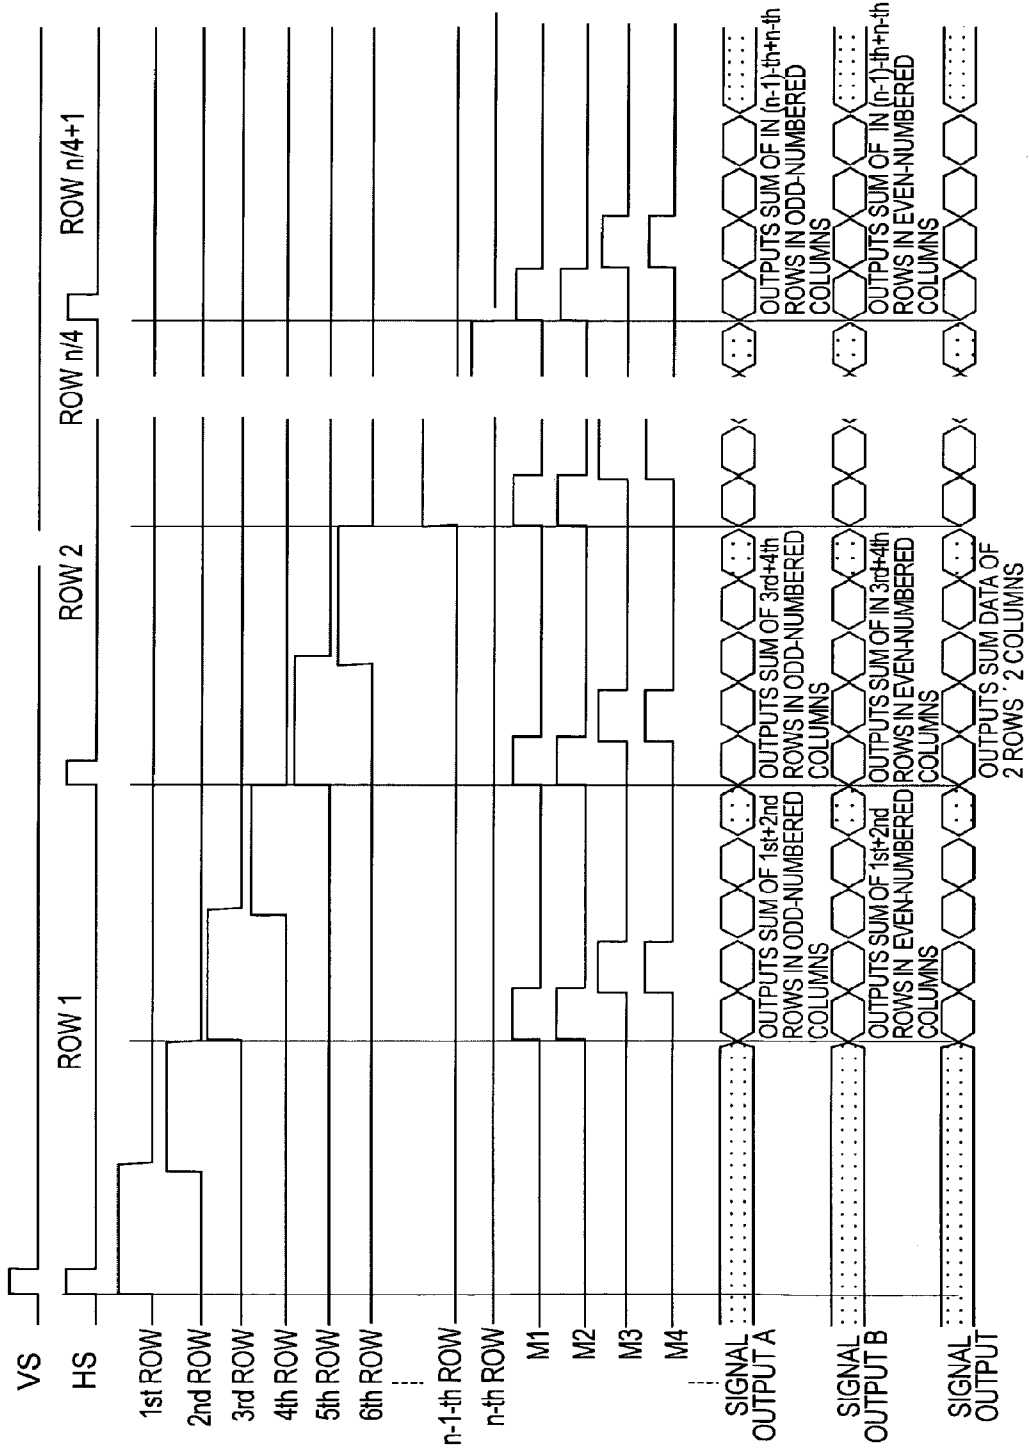 VS
HS
ROW 1
ROW 2
ROW n/4
ROW n/4+1
1st ROW
2nd ROW
3rd ROW
4th ROW
5th ROW
6th ROW
n-1-th ROW
n-th ROW
M1
M2
M3
M4
SIGNAL
OUTPUT A
OUTPUTS SUM OF 1st+2nd
ROWS IN ODD-NUMBERED
COLUMNS
OUTPUTS SUM OF 3rd+4th
ROWS IN ODD-NUMBERED
COLUMNS
OUTPUTS SUM OF IN (n-1)-th+n-th
ROWS IN ODD-NUMBERED
COLUMNS
SIGNAL
OUTPUT B
OUTPUTS SUM OF 1st+2nd
ROWS IN EVEN-NUMBERED
COLUMNS
OUTPUTS SUM OF IN 3rd+4th
ROWS IN EVEN-NUMBERED
COLUMNS
OUTPUTS SUM OF IN (n-1)-th+n-th
ROWS IN EVEN-NUMBERED
COLUMNS
SIGNAL
OUTPUT
OUTPUTS SUM DATA OF
2 ROWS ' 2 COLUMNS